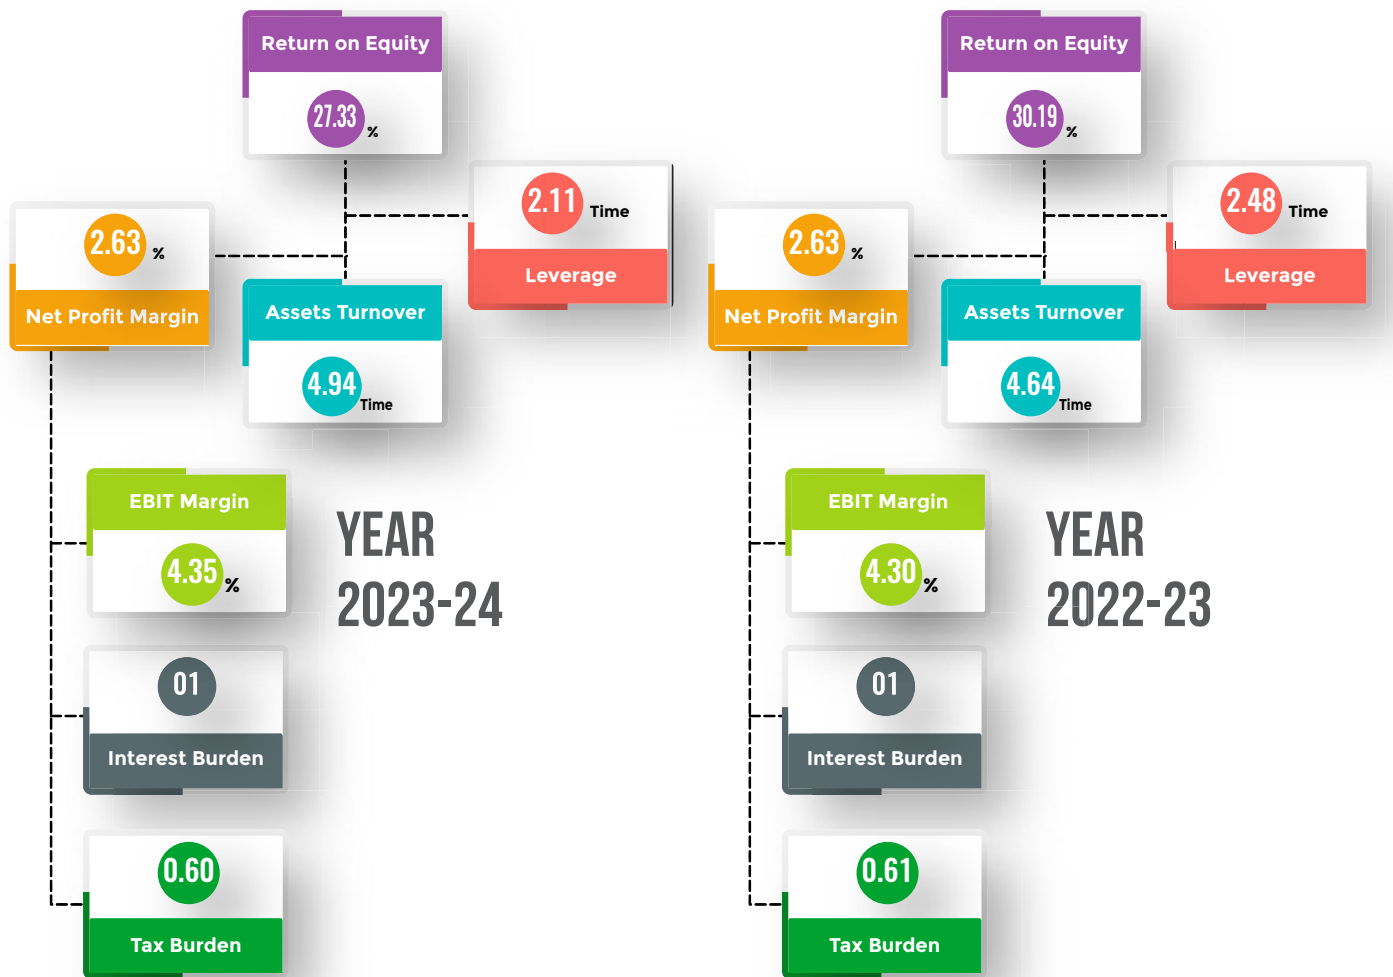 Return on Equity
27.33 %
2.11 Time
Leverage
2.63 %
Net Profit Margin
Assets Turnover
4.94 Time
EBIT Margin
4.35 %
YEAR
2023-24
01
Interest Burden
0.60
Tax Burden
Return on Equity
30.19 %
2.48 Time
Leverage
2.63 %
Net Profit Margin
Assets Turnover
4.64 Time
EBIT Margin
4.30 %
YEAR
2022-23
01
Interest Burden
0.61
Tax Burden